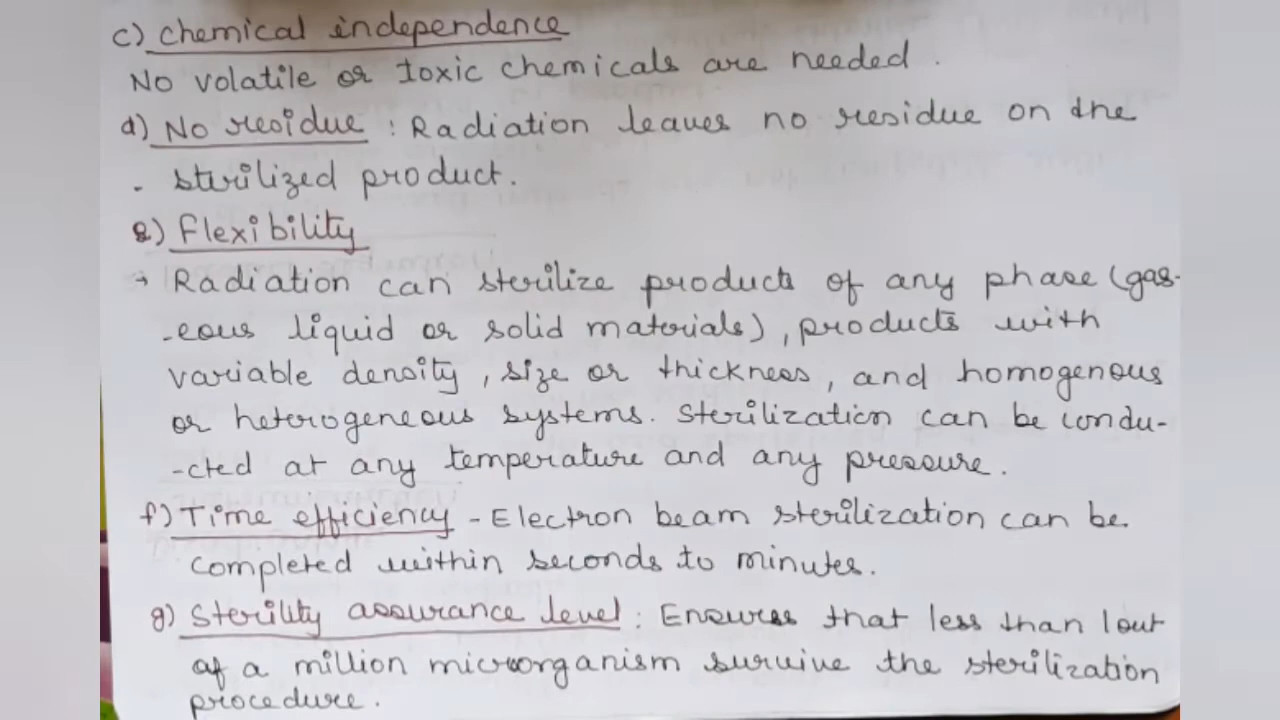 c) Chemical independence
No volatile or toxic chemicals are needed.
d) No residue : Radiation leaves no residue on the
. sterilized product.
e) Flexibility
→ Radiation can sterilize products of any phase (gas-
-eous liquid or solid materials), products with
variable density, size or thickness, and homogenous
or heterogeneous systems. Sterilization can be condu-
-cted at any temperature and any pressure.
f) Time efficiency - Electron beam sterilization can be
completed within seconds to minutes.
g) Sterility assurance level : Ensures that less than 1 out
of a million microorganism survive the sterilization
procedure.